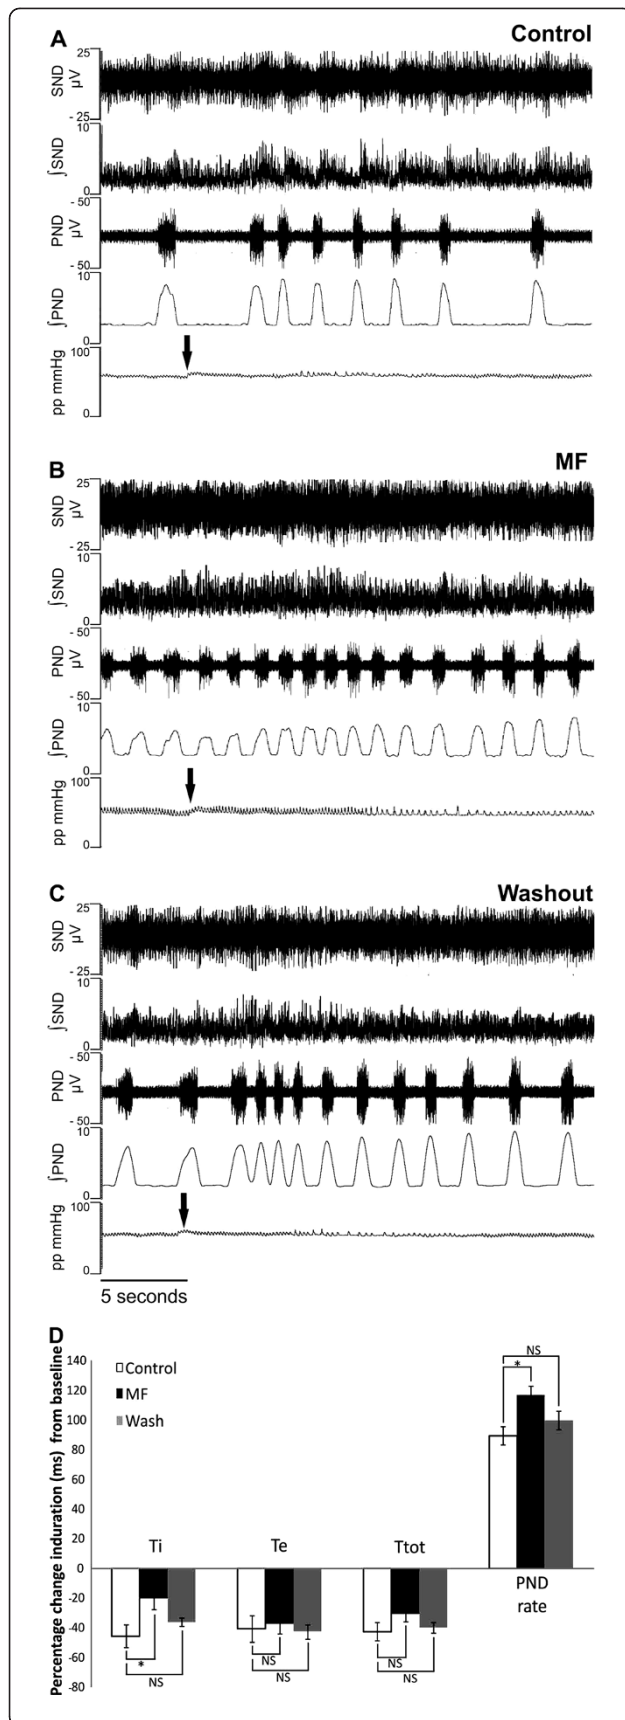 A
Control
25
SND
µV
- 25
10
∫SND
0
- 50
PND
µV
- 50
10
∫PND
0
100
pp mmHg
0
B
MF
25
SND
µV
- 25
10
∫SND
0
- 50
PND
µV
- 50
10
∫PND
0
100
pp mmHg
0
C
Washout
25
SND
µV
- 25
10
∫SND
0
- 50
PND
µV
- 50
10
∫PND
0
100
pp mmHg
0
5 seconds
D
Percentage change induration (ms) from baseline
140
120
100
80
60
40
20
0
-20
-40
-60
-80
Control
MF
Wash
NS
*
Ti
Te
Ttot
PND
rate
*
NS
NS
NS
NS
NS